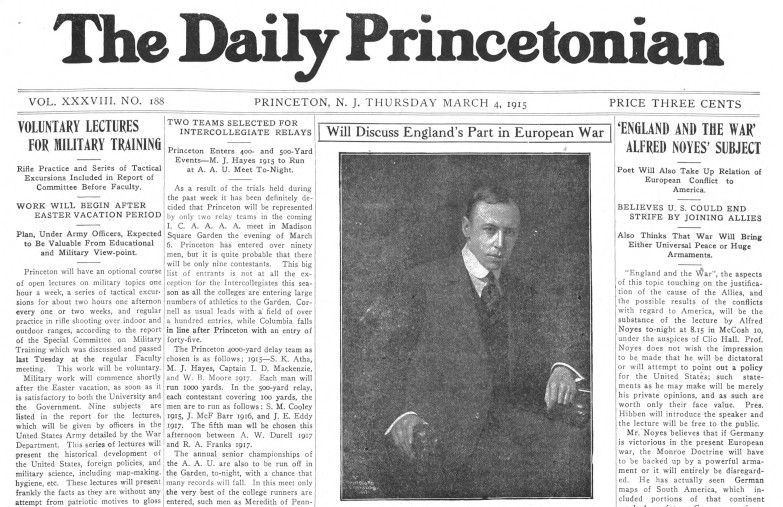 The Daily Princetonian
VOL. XXXVIII. NO. 188
PRINCETON, N. J. THURSDAY MARCH 4, 1915
PRICE THREE CENTS
VOLUNTARY LECTURES
FOR MILITARY TRAINING
Rifle Practice and Series of Tactical
Excursions Included in Report of
Committee Before Faculty.
WORK WILL BEGIN AFTER
EASTER VACATION PERIOD
Plan, Under Army Officers, Expected
to Be Valuable From Educational
and Military View-point.
Princeton will have an optional course
of open lectures on military topics one
hour a week, a series of tactical excur-
sions for about two hours one afternoon
every one or two weeks, and regular
practice in rifle shooting over indoor and
outdoor ranges, according to the report
of the Special Committee on Military
Training which was discussed and passed
last Tuesday at the regular Faculty
meeting. This work will be voluntary.
Military work will commence shortly
after the Easter vacation, as soon as it
is satisfactory to both the University and
the Government. Nine subjects are
listed in the report for the lectures,
which will be given by officers in the
United States Army detailed by the War
Department. This series of lectures will
present the historical development of
the United States, foreign policies, and
military science, including map-making,
hygiene, etc. These lectures will present
frankly the facts as they are without any
attempt from patriotic motives to gloss
TWO TEAMS SELECTED FOR
INTERCOLLEGIATE RELAYS
Princeton Enters 400- and 500-Yard
Events—M. J. Hayes 1915 to Run
at A. A. U. Meet To-Night.
As a result of the trials held during
the past week it has been definitely de-
cided that Princeton will be represented
by only two relay teams in the coming
I. C. A. A. A. A. meet in Madison
Square Garden the evening of March
6. Princeton has entered over ninety
men, but it is quite probable that there
will be only nine contestants. This big
list of entrants is not at all the ex-
ception for the Intercollegiates this sea-
son as all the colleges are entering large
numbers of athletes to the Garden. Cor-
nell as usual leads with a field of over
a hundred entries, while Columbia falls
in line after Princeton with an entry of
forty-five.
The Princeton 4000-yard delay team as
chosen is as follows; 1915—S. K. Atha,
M. J. Hayes, Captain I. D. Mackenzie,
and W. B. Moore 1917. Each man will
run 1000 yards. In the 500-yard relay,
each contestant covering 100 yards, the
men are to run as follows: S. M. Cooley
1915, J. McF Barr 1916, and J. E. Eddy
1917. The fifth man will be chosen this
afternoon between A. W. Durell 1917
and R. A. Franks 1917.
The annual senior championships of
the A. A. U. are also to be run off in
the Garden, to-night, with a chance that
many records will fall. In this meet only
the very best of the college runners are
entered, such men as Meredith of Penn-
Will Discuss England's Part in European War
'ENGLAND AND THE WAR'
ALFRED NOYES' SUBJECT
Poet Will Also Take Up Relation of
European Conflict to
America.
BELIEVES U. S. COULD END
STRIFE BY JOINING ALLIES
Also Thinks That War Will Bring
Either Universal Peace or Huge
Armaments.
"England and the War", the aspects
of this topic touching on the justifica-
tion of the cause of the Allies, and
the possible results of the conflicts
with regard to America, will be the
substance of the lecture by Alfred
Noyes to-night at 8.15 in McCosh 10,
under the auspices of Clio Hall. Prof.
Noyes does not wish the impression
to be made that he will be dictatorial
or will attempt to point out a policy
for the United States; such state-
ments as he may make will be merely
his private opinions, and as such are
worth only their face value. Pres.
Hibben will introduce the speaker and
the lecture will be free to the public.
Mr. Noyes believes that if Germany
is victorious in the present European
war, the Monroe Doctrine will have
to be backed up by a powerful arma-
ment or it will entirely be disregard-
ed. He has actually seen German
maps of South America, which in-
cluded portions of that continent